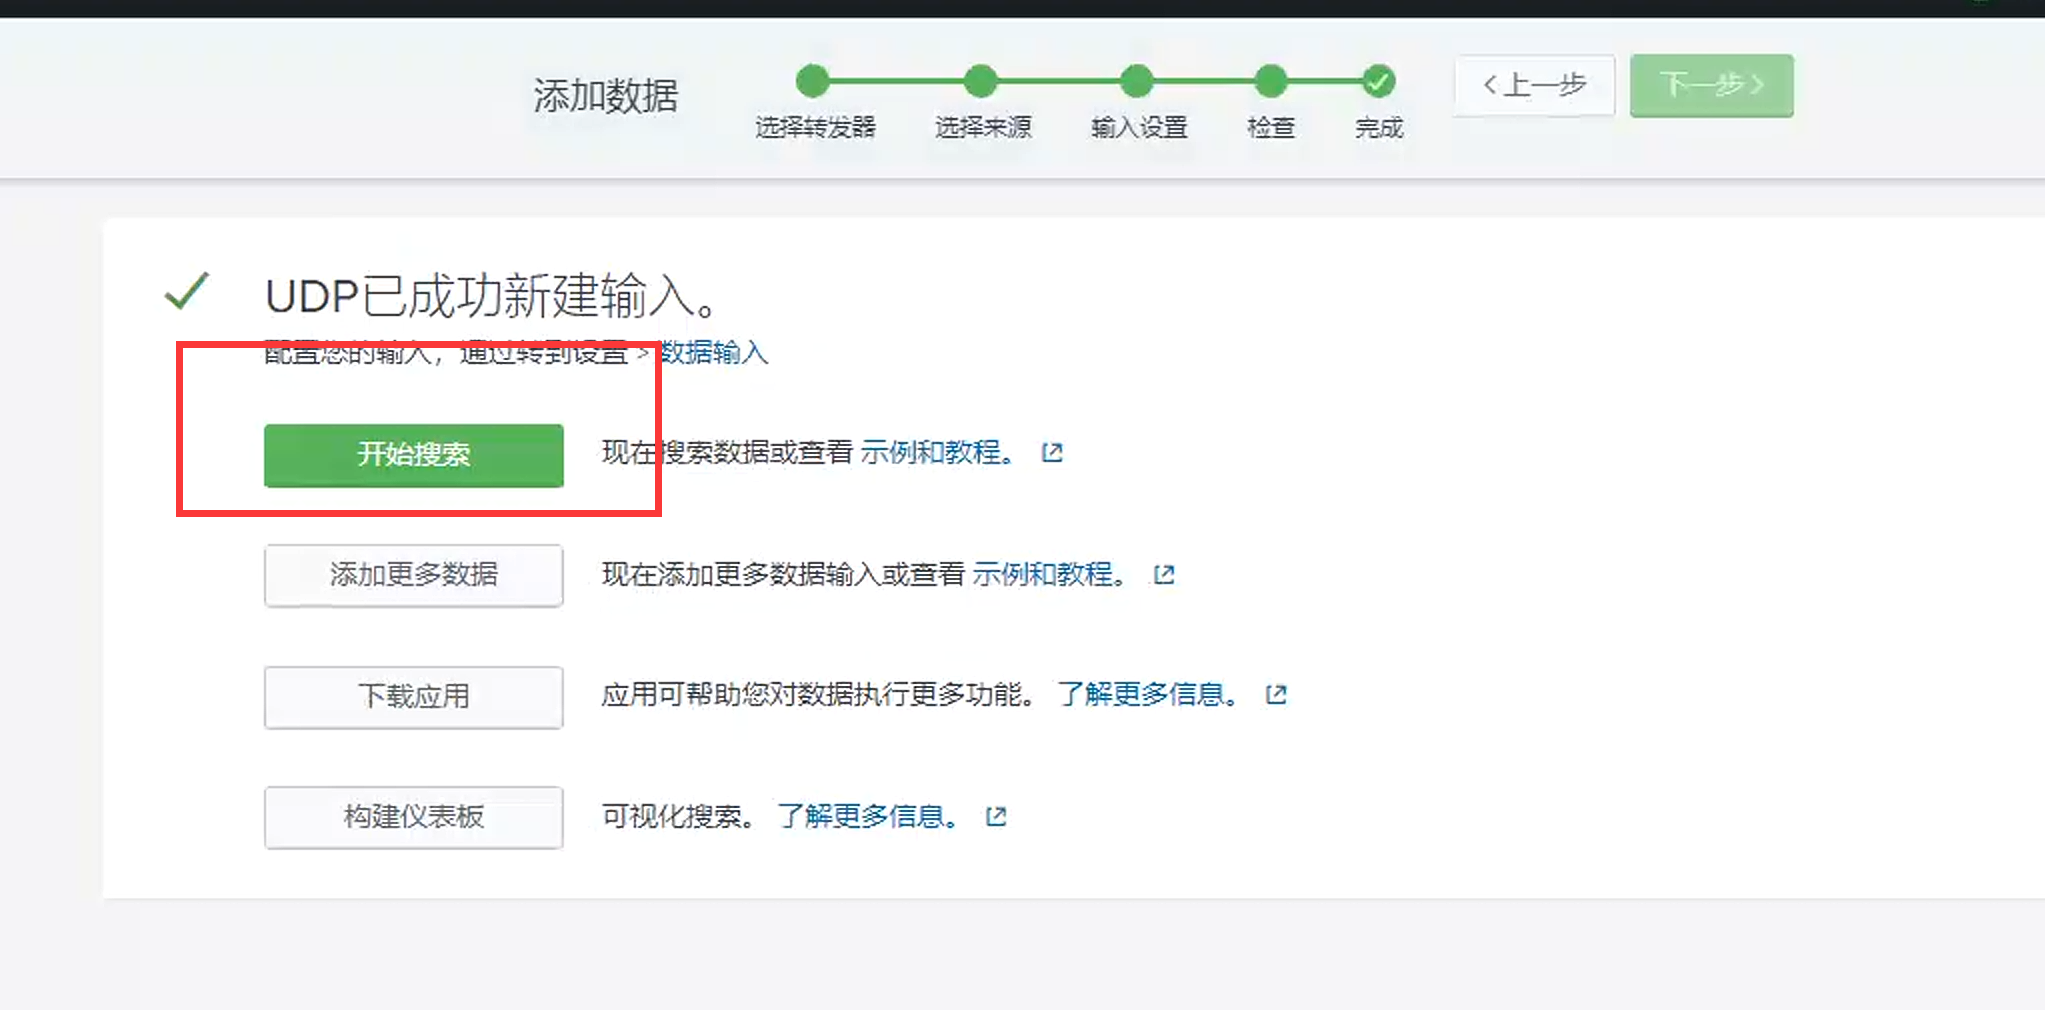 添加数据
选择转发器
选择来源
输入设置
检查
完成
<上一步
下一步>
UDP已成功新建输入。
配置您的输入，通过转到设置 > 数据输入
开始搜索
现在搜索数据或查看 示例和教程。
添加更多数据
现在添加更多数据输入或查看 示例和教程。
下载应用
应用可帮助您对数据执行更多功能。 了解更多信息。
构建仪表板
可视化搜索。 了解更多信息。